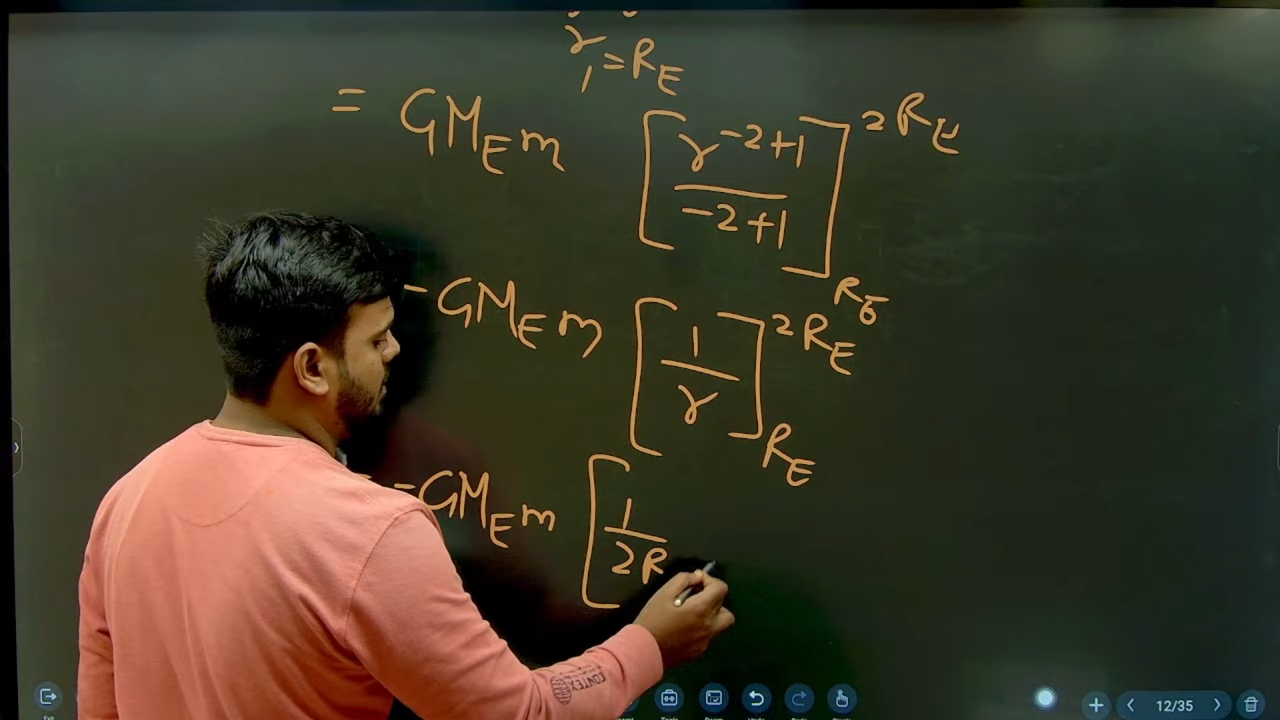 r₁ = R_E
= GM_E m [ r^(-2+1) / (-2+1) ]^(2R_E)_(R_E)
- GM_E m [ 1/r ]^(2R_E)_(R_E)
= - GM_E m [ 1/2R
12/35